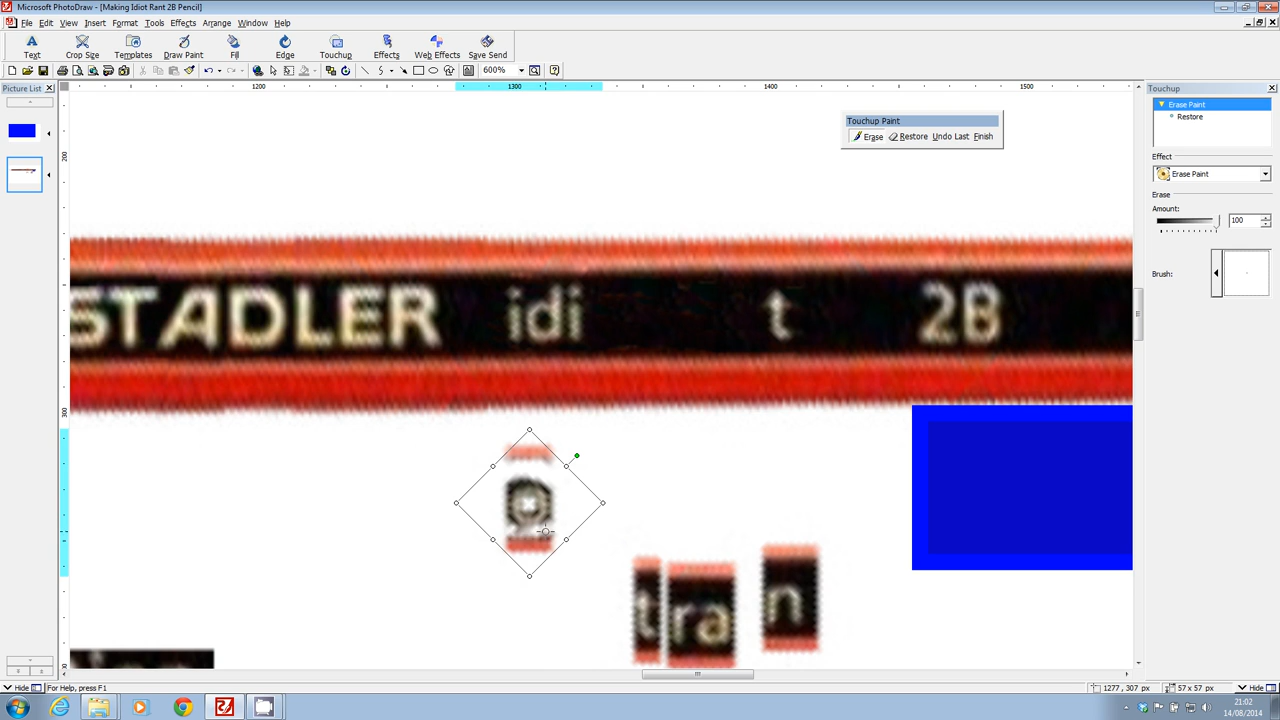 Microsoft PhotoDraw - [Making Idiot Rant 2B Pencil]
File Edit View Insert Format Tools Effects Arrange Window Help
Text Crop Size Templates Draw Paint Fill Edge Touchup Effects Web Effects Save Send
600%
Picture List
1200 1300 1400 1500
Touchup
Touchup Paint
Erase Restore Undo Last Finish
Erase Paint
Restore
Effect
Erase Paint
Erase
Amount:
100
Brush:
200
STADLER idi t 2B
300
t ra n
Hide For Help, press F1 1277 , 307 px 57 x 57 px Hide
21:02
14/08/2014